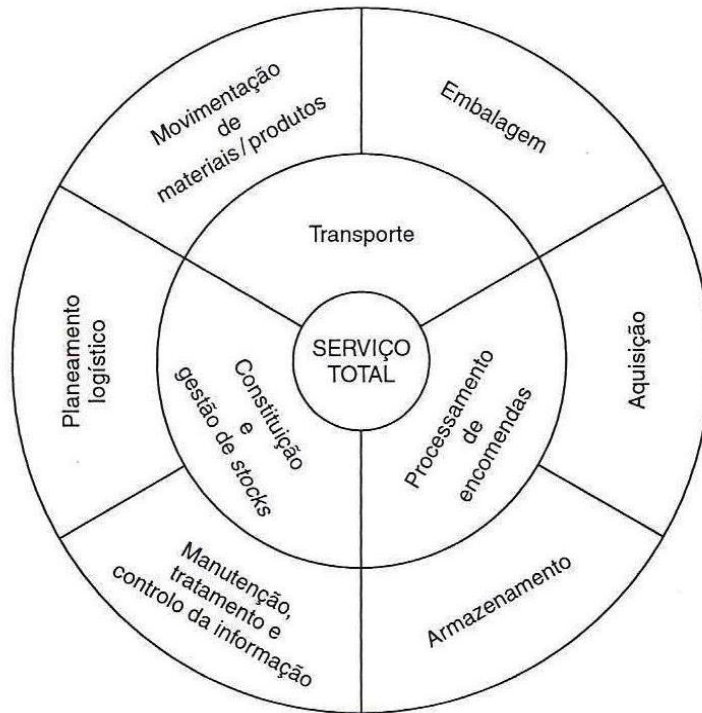 Movimentação
de
materiais/produtos
Embalagem
Transporte
Planeamento
logístico
SERVIÇO
TOTAL
Aquisição
Constituição
e
gestão de stocks
Processamento
de
encomendas
Manutenção,
tratamento e
controlo da informação
Armazenamento